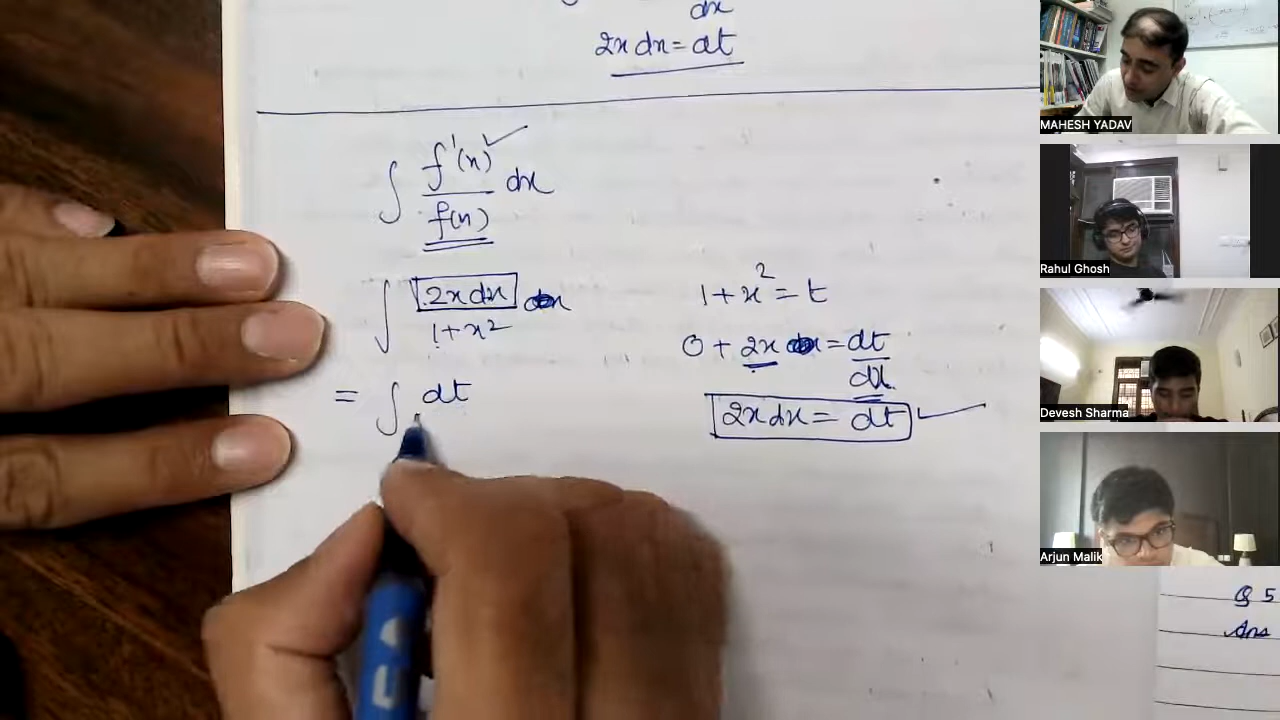 dx
2x dx = dt
∫ f'(x) / f(x) dx
∫ 2x dx / 1+x² 
1+x² = t
0 + 2x = dt / dx
2x dx = dt
= ∫ dt
MAHESH YADAV
Rahul Ghosh
Devesh Sharma
Arjun Malik
Q 5
Ans